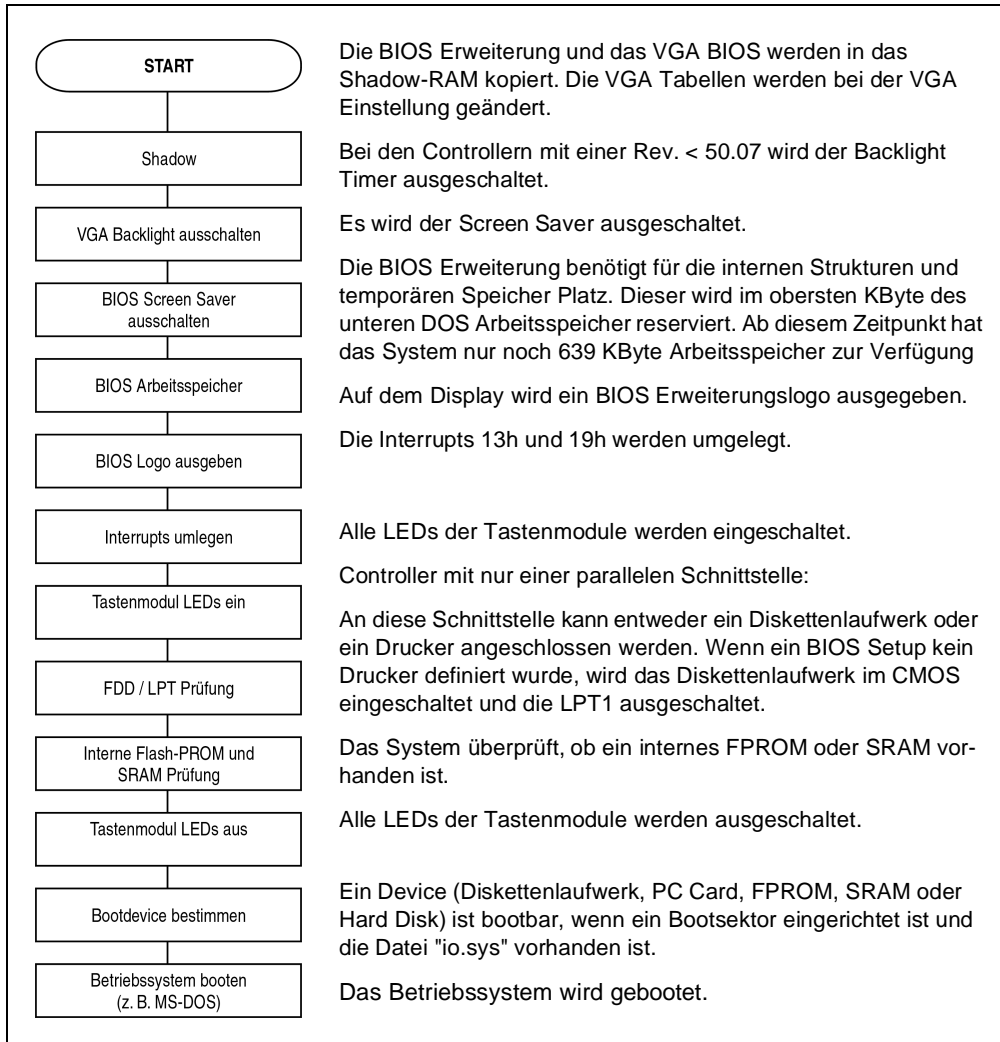 START
Shadow
VGA Backlight ausschalten
BIOS Screen Saver
ausschalten
BIOS Arbeitsspeicher
BIOS Logo ausgeben
Interrupts umlegen
Tastenmodul LEDs ein
FDD / LPT Prüfung
Interne Flash-PROM und
SRAM Prüfung
Tastenmodul LEDs aus
Bootdevice bestimmen
Betriebssystem booten
(z. B. MS-DOS)
Die BIOS Erweiterung und das VGA BIOS werden in das
Shadow-RAM kopiert. Die VGA Tabellen werden bei der VGA
Einstellung geändert.
Bei den Controllern mit einer Rev. < 50.07 wird der Backlight
Timer ausgeschaltet.
Es wird der Screen Saver ausgeschaltet.
Die BIOS Erweiterung benötigt für die internen Strukturen und
temporären Speicher Platz. Dieser wird im obersten KByte des
unteren DOS Arbeitsspeicher reserviert. Ab diesem Zeitpunkt hat
das System nur noch 639 KByte Arbeitsspeicher zur Verfügung
Auf dem Display wird ein BIOS Erweiterungslogo ausgegeben.
Die Interrupts 13h und 19h werden umgelegt.
Alle LEDs der Tastenmodule werden eingeschaltet.
Controller mit nur einer parallelen Schnittstelle:
An diese Schnittstelle kann entweder ein Diskettenlaufwerk oder
ein Drucker angeschlossen werden. Wenn ein BIOS Setup kein
Drucker definiert wurde, wird das Diskettenlaufwerk im CMOS
eingeschaltet und die LPT1 ausgeschaltet.
Das System überprüft, ob ein internes FPROM oder SRAM vor-
handen ist.
Alle LEDs der Tastenmodule werden ausgeschaltet.
Ein Device (Diskettenlaufwerk, PC Card, FPROM, SRAM oder
Hard Disk) ist bootbar, wenn ein Bootsektor eingerichtet ist und
die Datei "io.sys" vorhanden ist.
Das Betriebssystem wird gebootet.